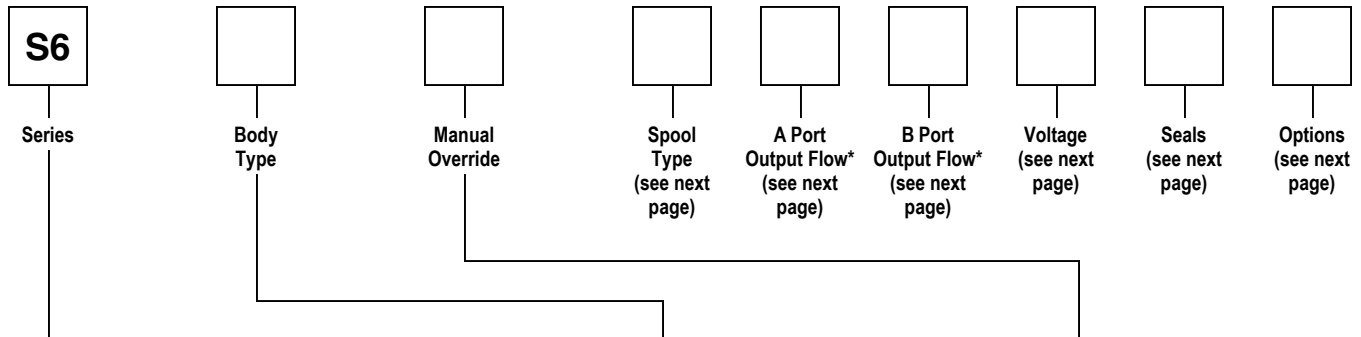 S6
Series
Body
Type
Manual
Override
Spool
Type
(see next
page)
A Port
Output Flow*
(see next
page)
B Port
Output Flow*
(see next
page)
Voltage
(see next
page)
Seals
(see next
page)
Options
(see next
page)